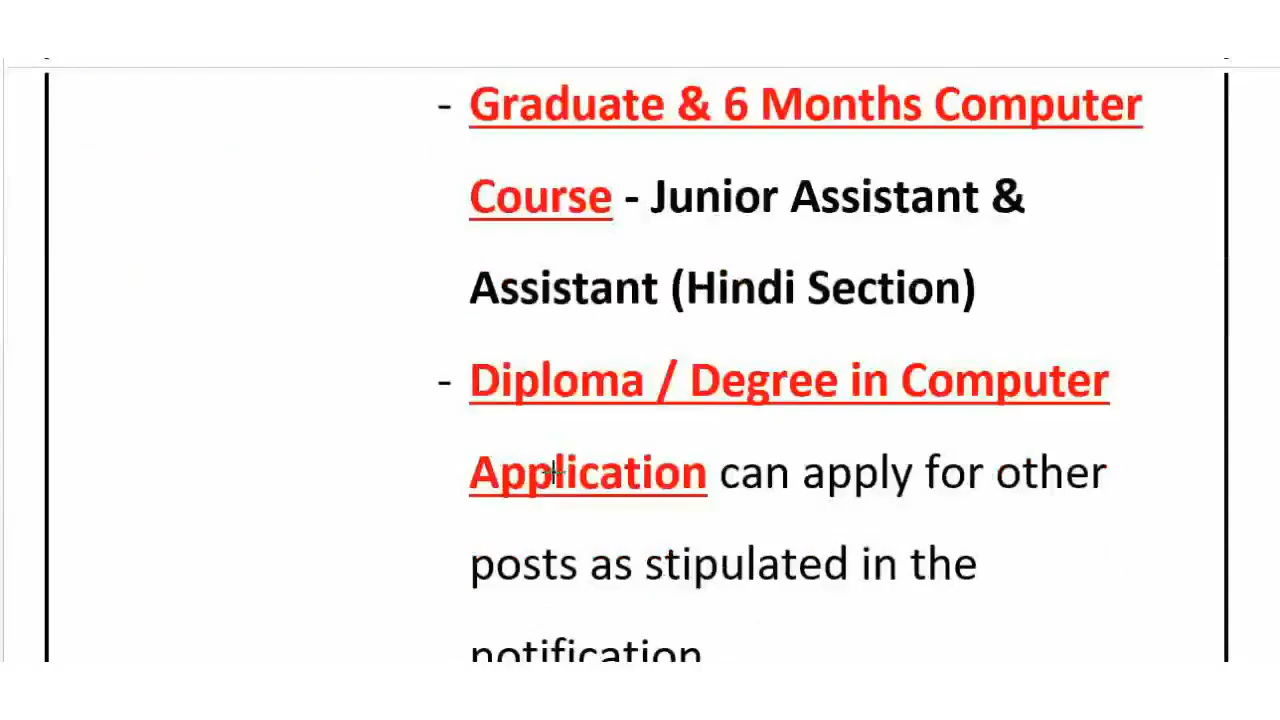 - Graduate & 6 Months Computer
Course - Junior Assistant &
Assistant (Hindi Section)
- Diploma / Degree in Computer
Application can apply for other
posts as stipulated in the
notification